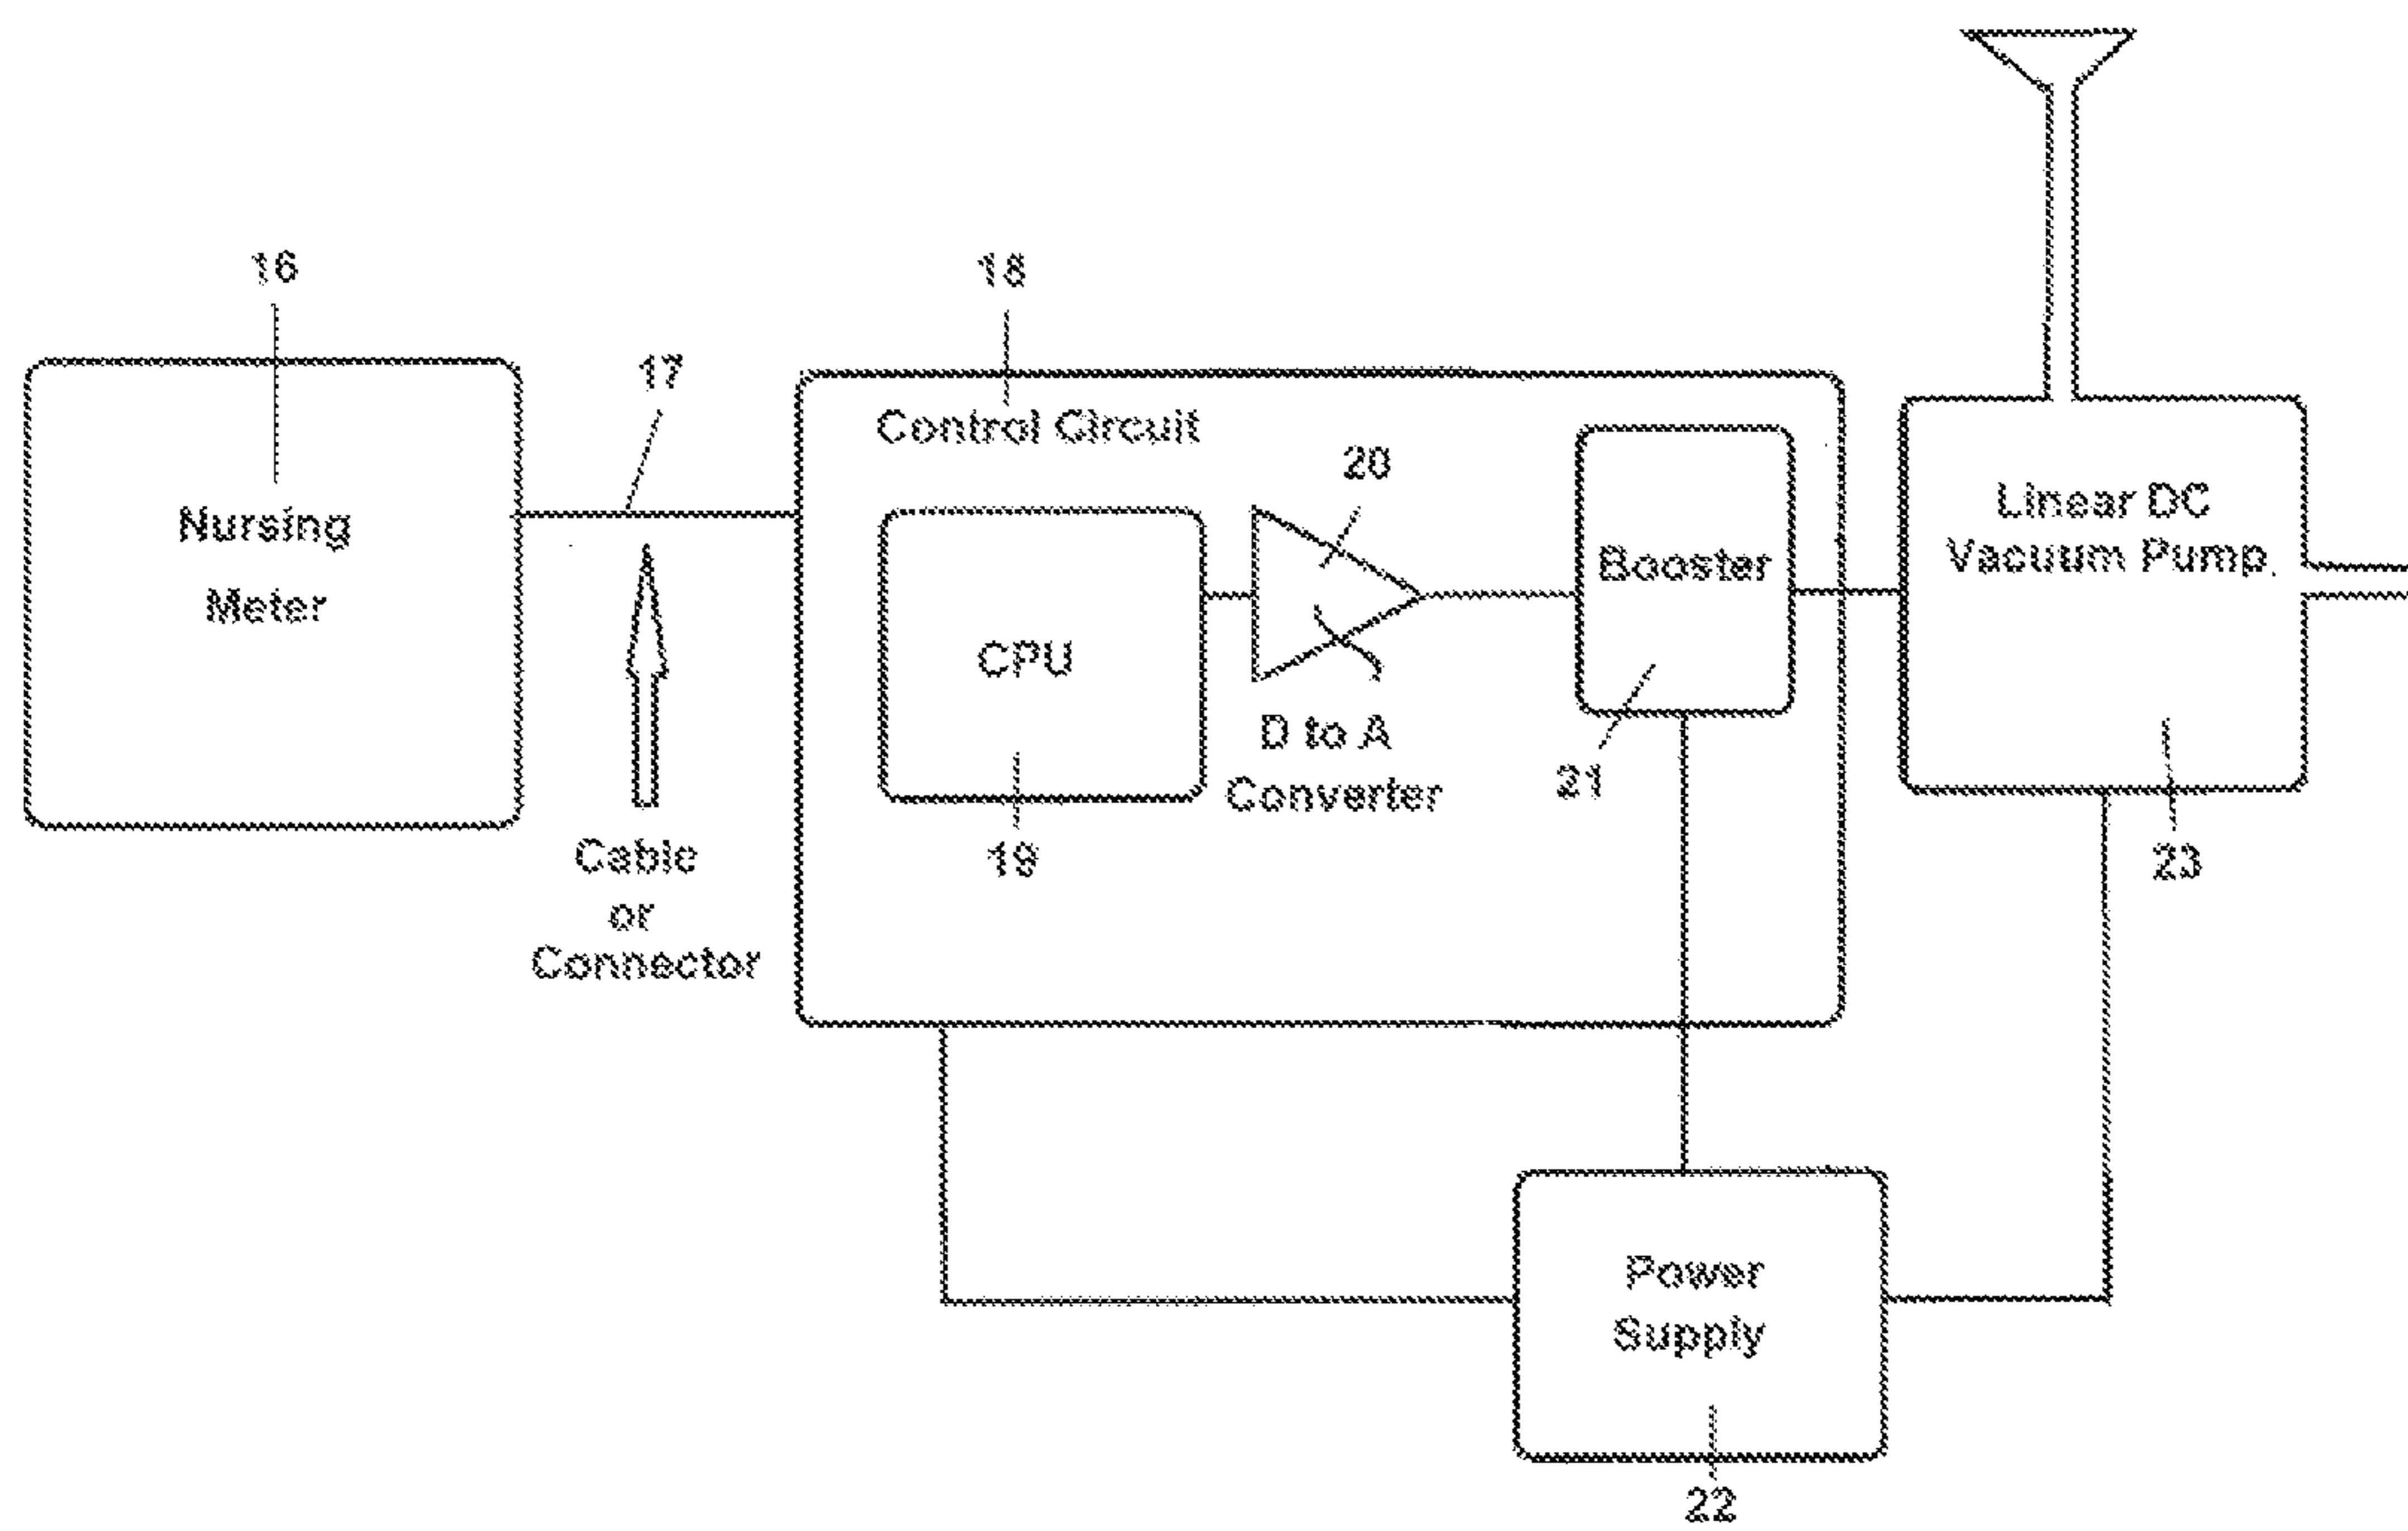 16
18
17
Nursing
Meter
Cable
or
Connector
Control Circuit
CPU
19
20
D to A
Converter
Booster
21
Linear DC
Vacuum Pump
23
Power
Supply
22